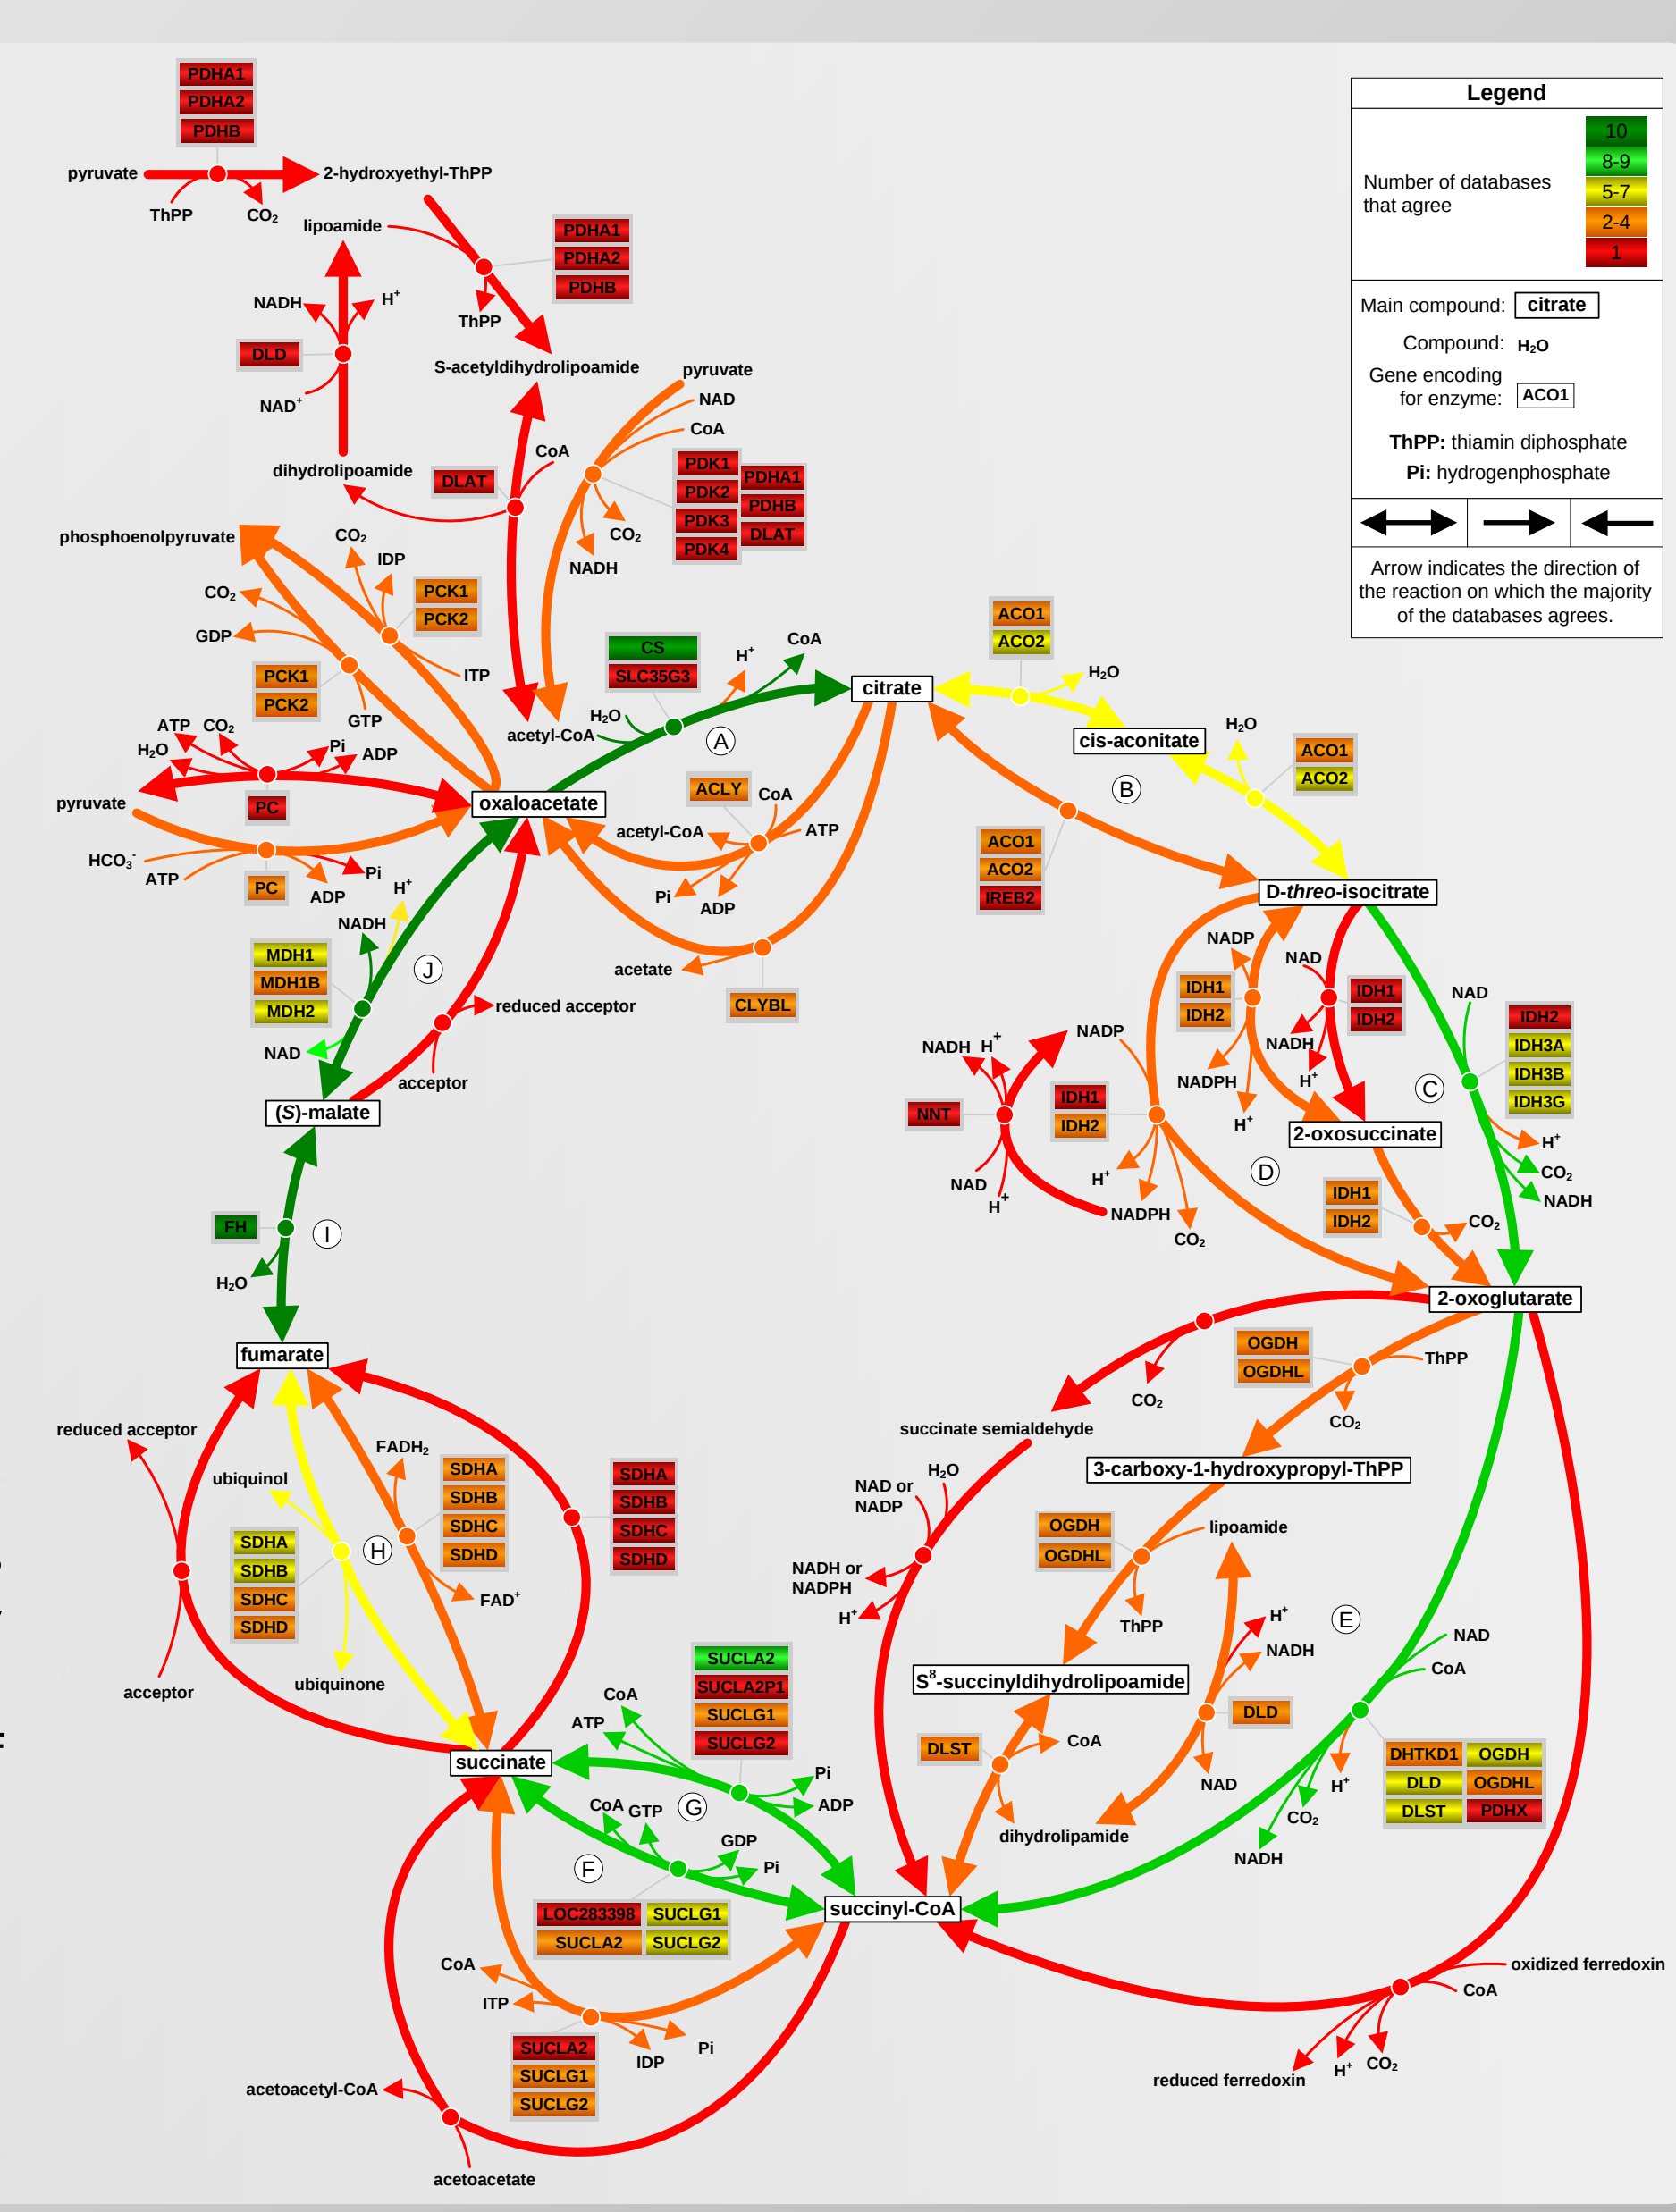 PDHA1
PDHA2
PDHB
pyruvate
2-hydroxyethyl-ThPP
ThPP
CO₂
lipoamide
PDHA1
PDHA2
PDHB
NADH
H⁺
ThPP
DLD
NAD⁺
S-acetyldihydrolipoamide
dihydrolipoamide
DLAT
CoA
pyruvate
NAD
CoA
PDK1
PDK2
PDK3
PDK4
PDHA1
PDHB
DLAT
CO₂
NADH
Legend
Number of databases
that agree
10
8-9
5-7
2-4
1
Main compound: citrate
Compound: H₂O
Gene encoding
for enzyme: ACO1
ThPP: thiamin diphosphate
Pi: hydrogenphosphate
Arrow indicates the direction of
the reaction on which the majority
of the databases agrees.
phosphoenolpyruvate
CO₂
IDP
PCK1
PCK2
ITP
CO₂
GDP
PCK1
PCK2
GTP
ATP
CO₂
H₂O
Pi
ADP
PC
pyruvate
HCO₃⁻
ATP
PC
ADP
Pi
oxaloacetate
CS
SLC35G3
H₂O
acetyl-CoA
H⁺
CoA
A
citrate
ACO1
ACO2
H₂O
cis-aconitate
H₂O
ACO1
ACO2
B
ACO1
ACO2
IREB2
D-threo-isocitrate
ACLY
CoA
acetyl-CoA
ATP
Pi
ADP
acetate
CLYBL
H⁺
NADH
MDH1
MDH1B
MDH2
J
NAD
reduced acceptor
acceptor
(S)-malate
NADP
IDH1
IDH2
NADPH
H⁺
NAD
IDH1
IDH2
NADH
H⁺
NAD
C
IDH2
IDH3A
IDH3B
IDH3G
H⁺
CO₂
NADH
2-oxosuccinate
D
IDH1
IDH2
CO₂
NADH
H⁺
NADP
NNT
NAD
H⁺
NADPH
IDH1
IDH2
H⁺
CO₂
FH
I
H₂O
fumarate
2-oxoglutarate
CO₂
succinate semialdehyde
OGDH
OGDHL
ThPP
CO₂
3-carboxy-1-hydroxypropyl-ThPP
reduced acceptor
acceptor
ubiquinol
SDHA
SDHB
SDHC
SDHD
ubiquinone
H
FADH₂
SDHA
SDHB
SDHC
SDHD
FAD⁺
SDHA
SDHB
SDHC
SDHD
NAD or
NADP
H₂O
NADH or
NADPH
H⁺
OGDH
OGDHL
lipoamide
ThPP
S⁸-succinyldihydrolipoamide
H⁺
NADH
DLD
NAD
DLST
CoA
dihydrolipamide
E
NAD
CoA
DHTKD1
OGDH
DLD
OGDHL
DLST
PDHX
H⁺
CO₂
NADH
succinate
SUCLA2
SUCLA2P1
SUCLG1
SUCLG2
CoA
ATP
Pi
ADP
G
CoA
GTP
GDP
Pi
F
LOC283398
SUCLG1
SUCLA2
SUCLG2
succinyl-CoA
CoA
ITP
IDP
Pi
SUCLA2
SUCLG1
SUCLG2
acetoacetyl-CoA
acetoacetate
oxidized ferredoxin
CoA
CO₂
H⁺
reduced ferredoxin